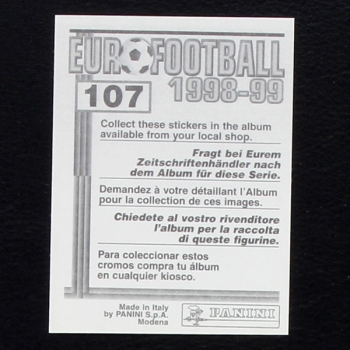 EURO FOOTBALL
107 1998-99
Collect these stickers in the album
available from your local shop.
Fragt bei Eurem
Zeitschriftenhändler nach
dem Album für diese Serie.
Demandez à votre détaillant l'Album
pour la collection de ces images.
Chiedete al vostro rivenditore
l'album per la raccolta
di queste figurine.
Para coleccionar estos
cromos compra tu álbum
en cualquier kiosco.
Made in Italy
by PANINI S.p.A.
Modena
PANINI